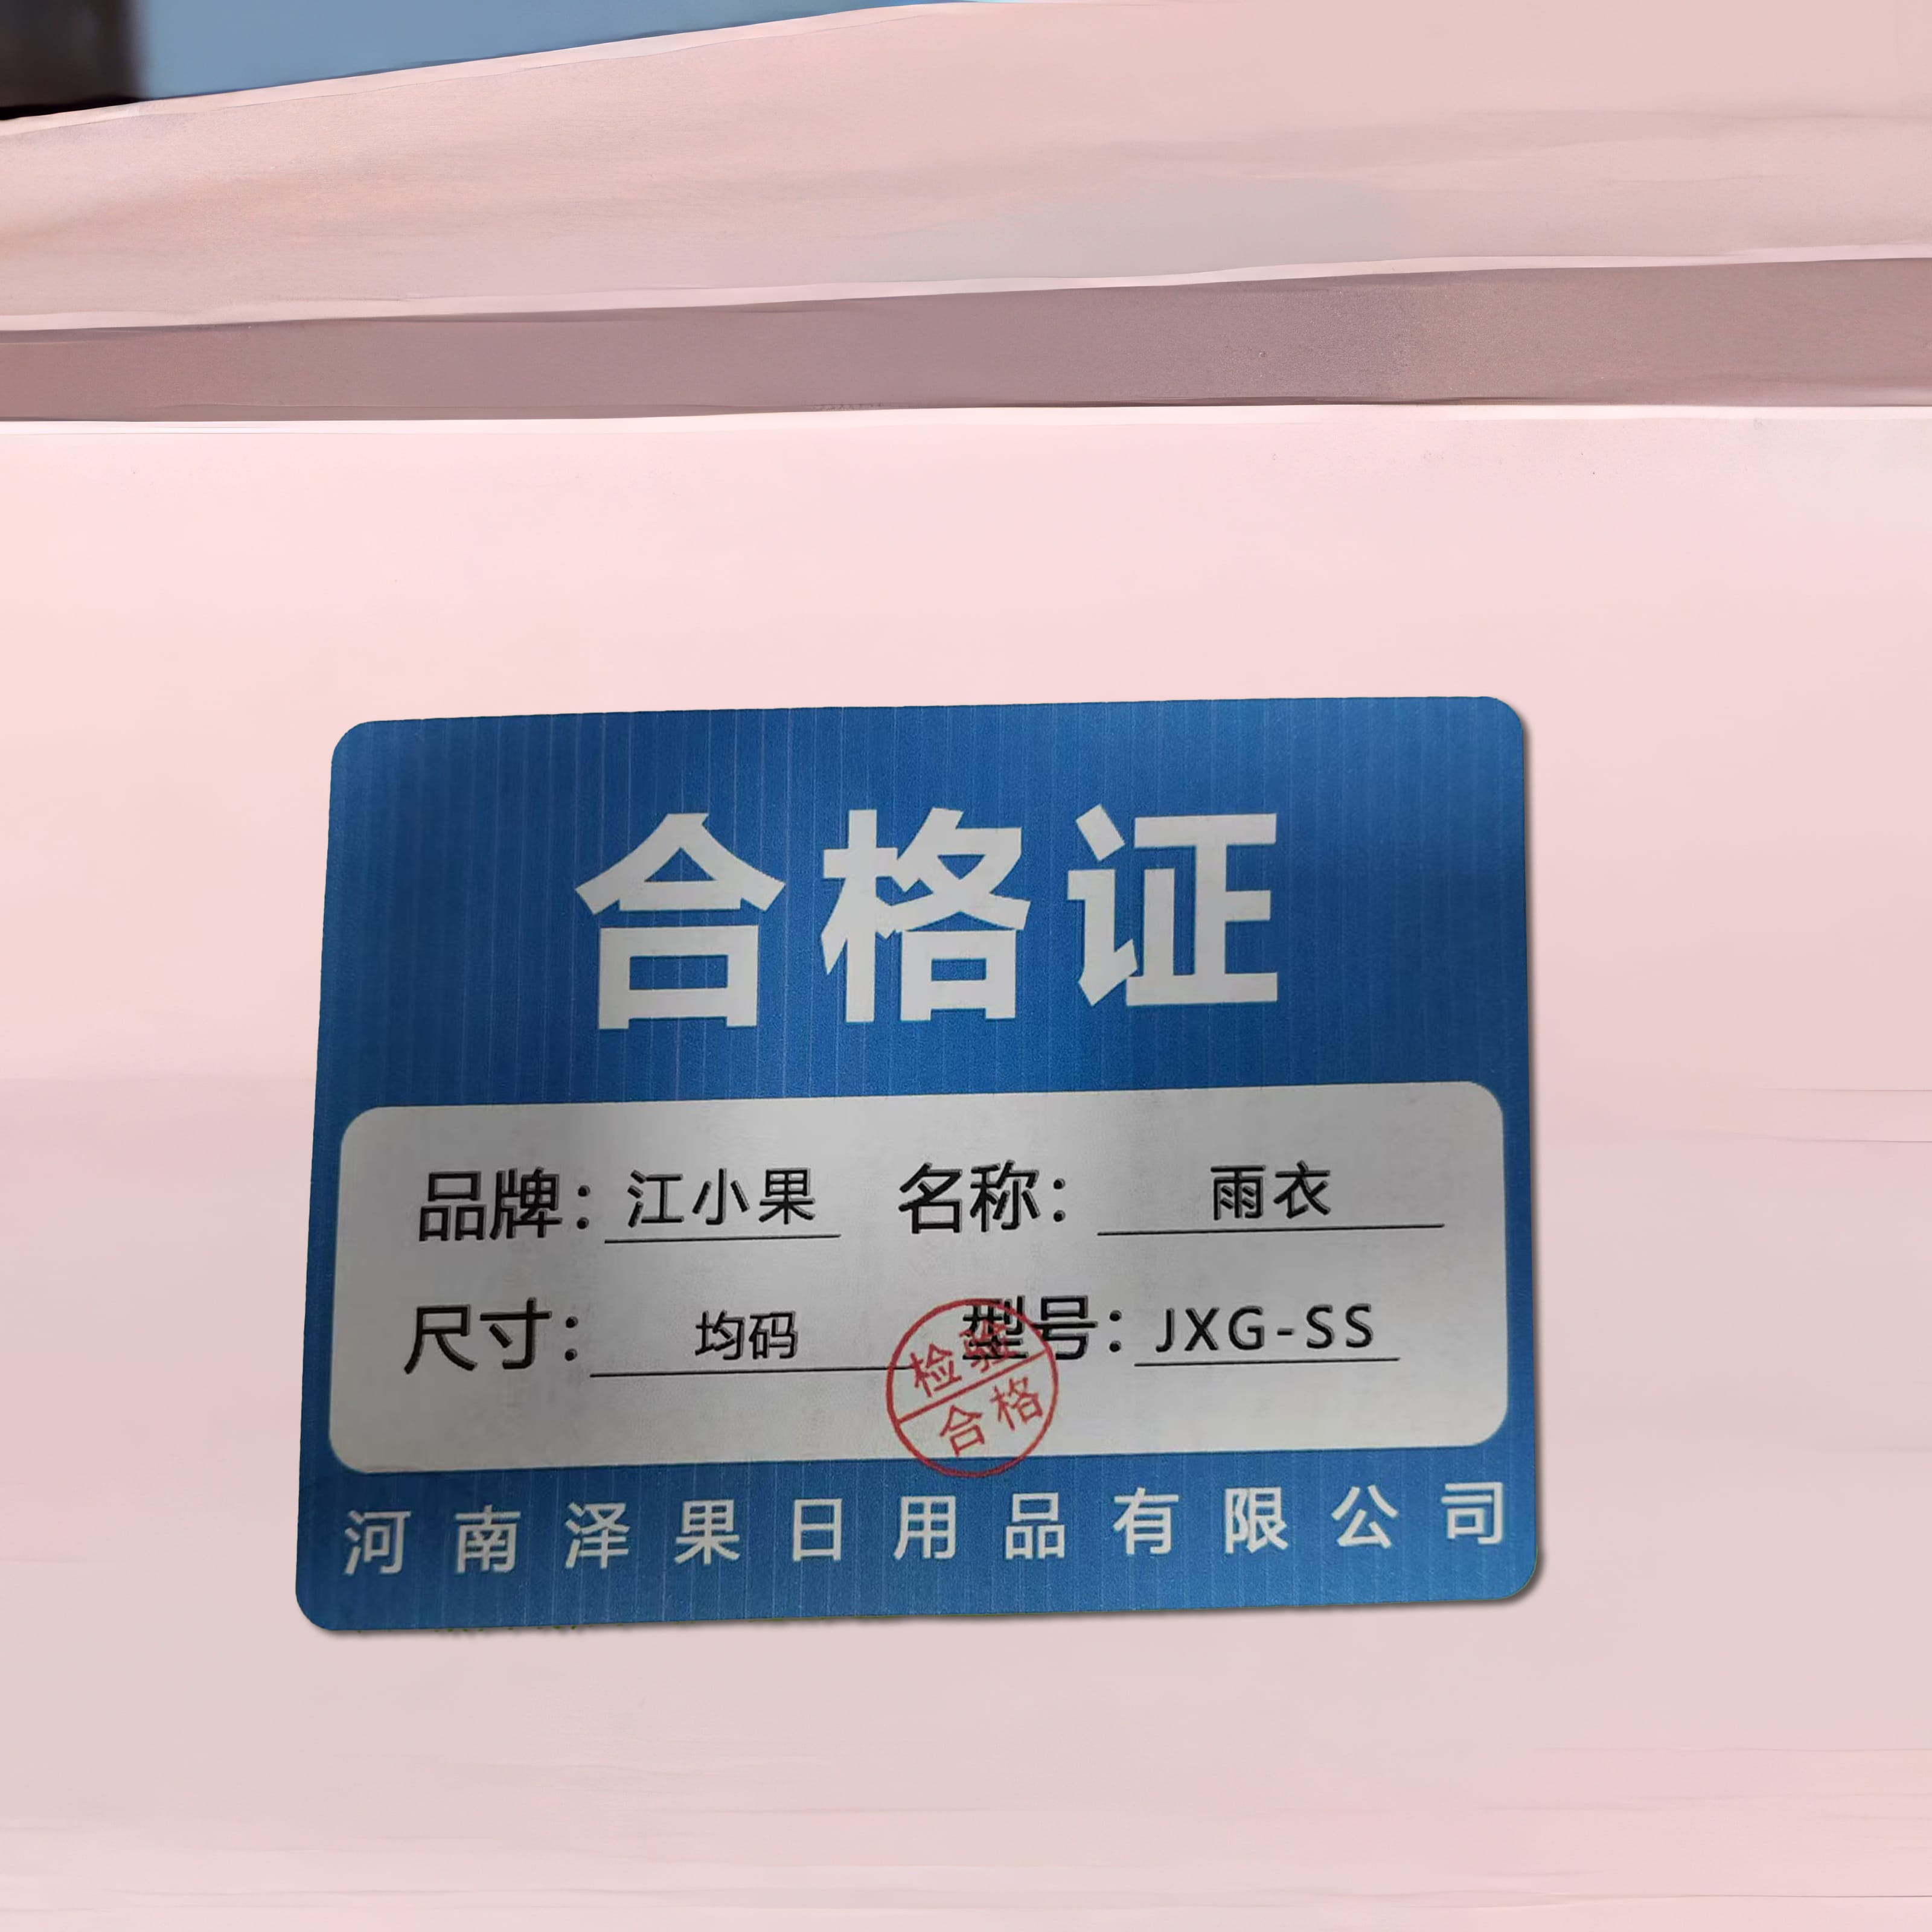 合格证
品牌：江小果 名称：雨衣
尺寸：均码 型号：JXG-SS
检验
合格
河南泽果日用品有限公司